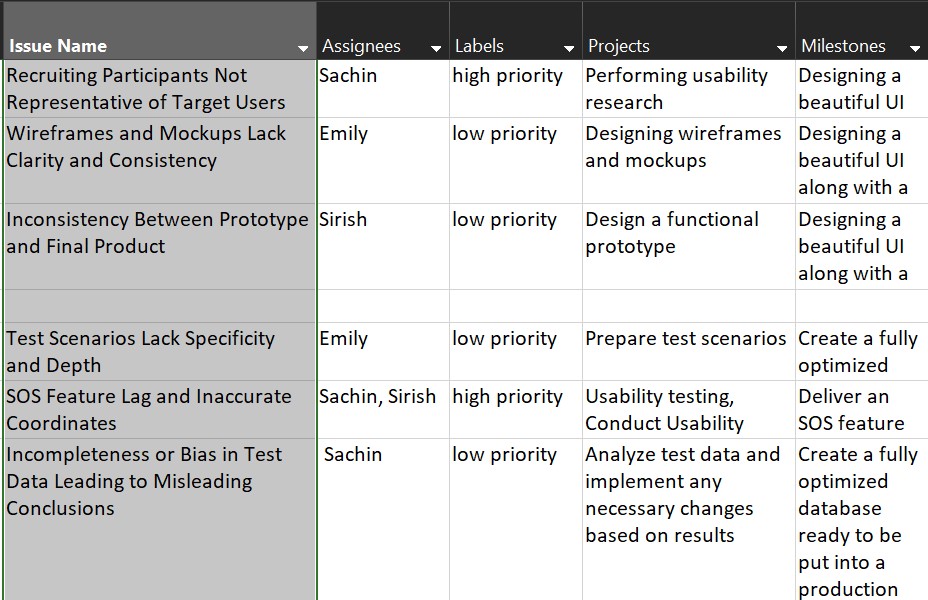 Issue Name Assignees Labels Projects Milestones
Recruiting Participants Not Sachin high priority Performing usability Designing a
Representative of Target Users research beautiful UI
Wireframes and Mockups Lack Emily low priority Designing wireframes Designing a
Clarity and Consistency and mockups beautiful UI
along with a
Inconsistency Between Prototype Sirish low priority Design a functional Designing a
and Final Product prototype beautiful UI
along with a
Test Scenarios Lack Specificity Emily low priority Prepare test scenarios Create a fully
and Depth optimized
SOS Feature Lag and Inaccurate Sachin, Sirish high priority Usability testing, Deliver an
Coordinates Conduct Usability SOS feature
Incompleteness or Bias in Test Sachin low priority Analyze test data and Create a fully
Data Leading to Misleading implement any optimized
Conclusions necessary changes database
based on results ready to be
put into a
production